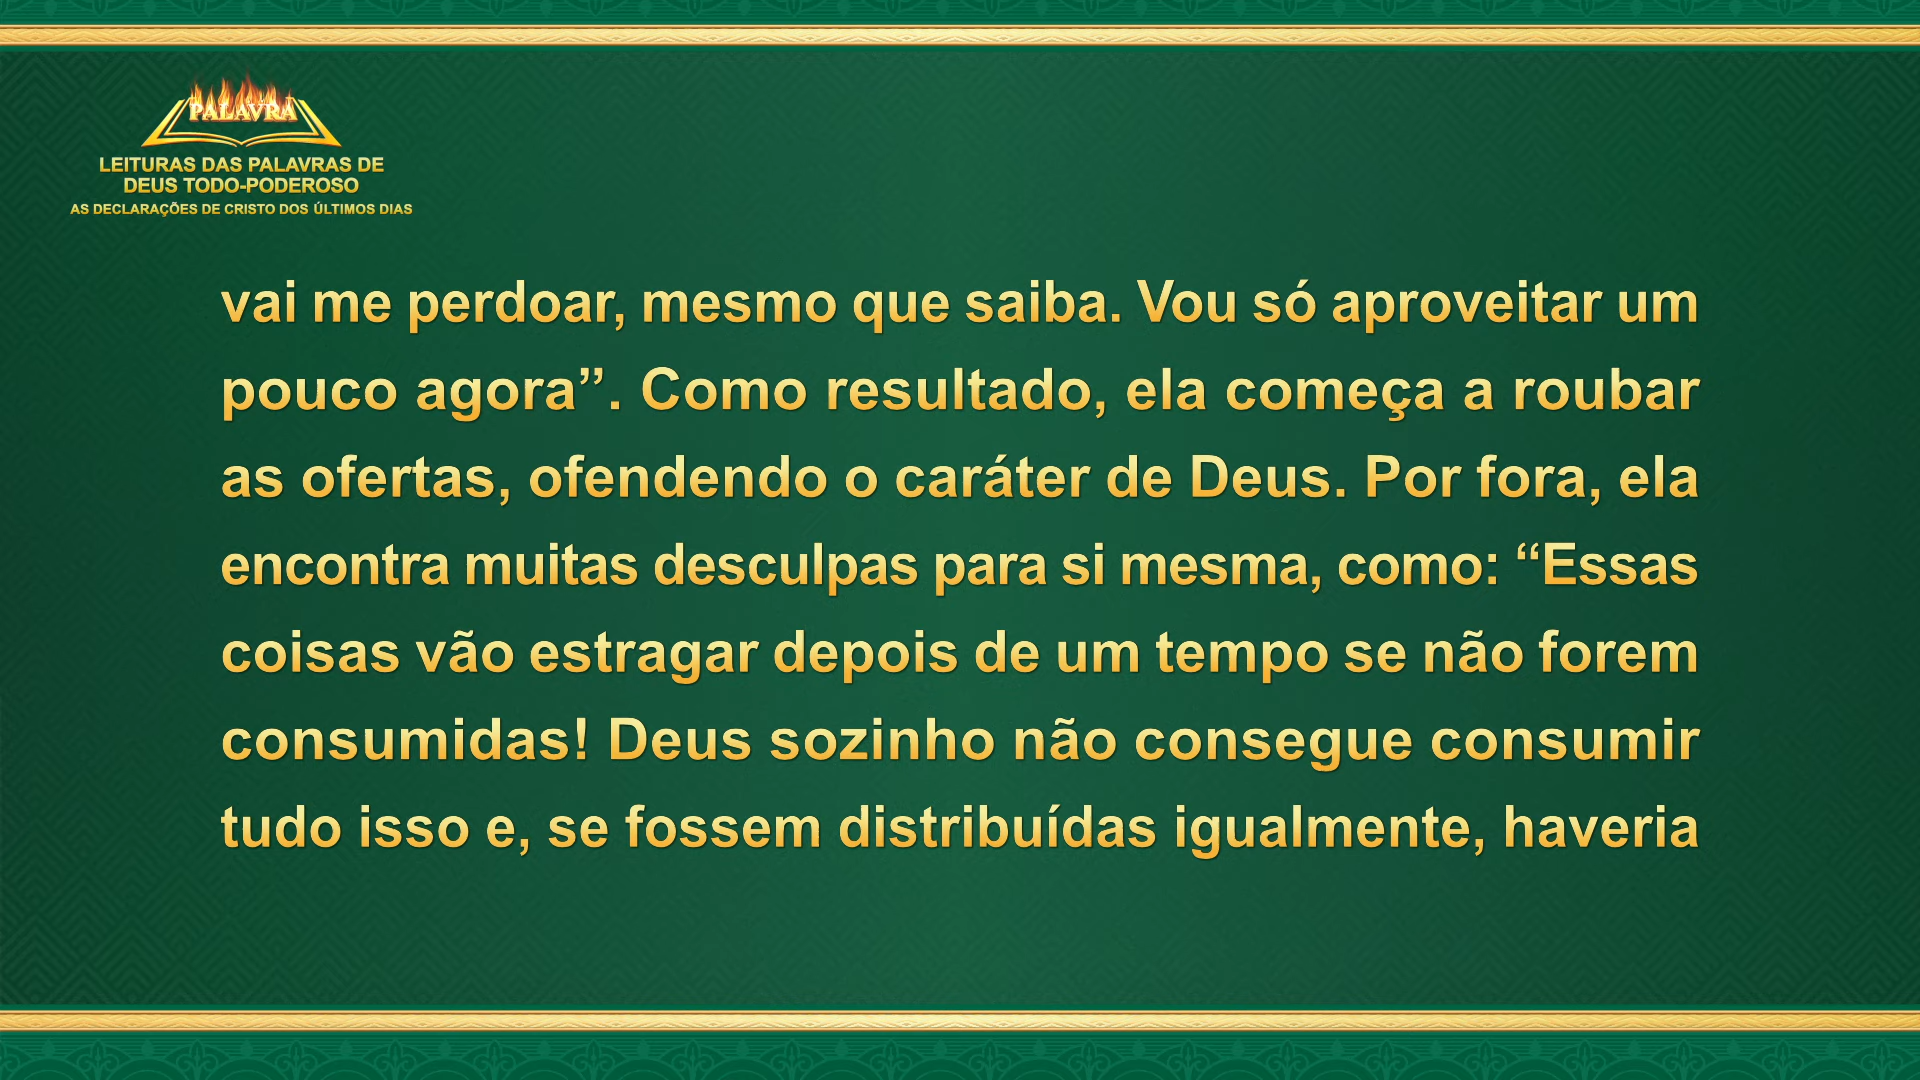 PALAVRA
LEITURAS DAS PALAVRAS DE
DEUS TODO-PODEROSO
AS DECLARAÇÕES DE CRISTO DOS ÚLTIMOS DIAS
vai me perdoar, mesmo que saiba. Vou só aproveitar um
pouco agora”. Como resultado, ela começa a roubar
as ofertas, ofendendo o caráter de Deus. Por fora, ela
encontra muitas desculpas para si mesma, como: “Essas
coisas vão estragar depois de um tempo se não forem
consumidas! Deus sozinho não consegue consumir
tudo isso e, se fossem distribuídas igualmente, haveria